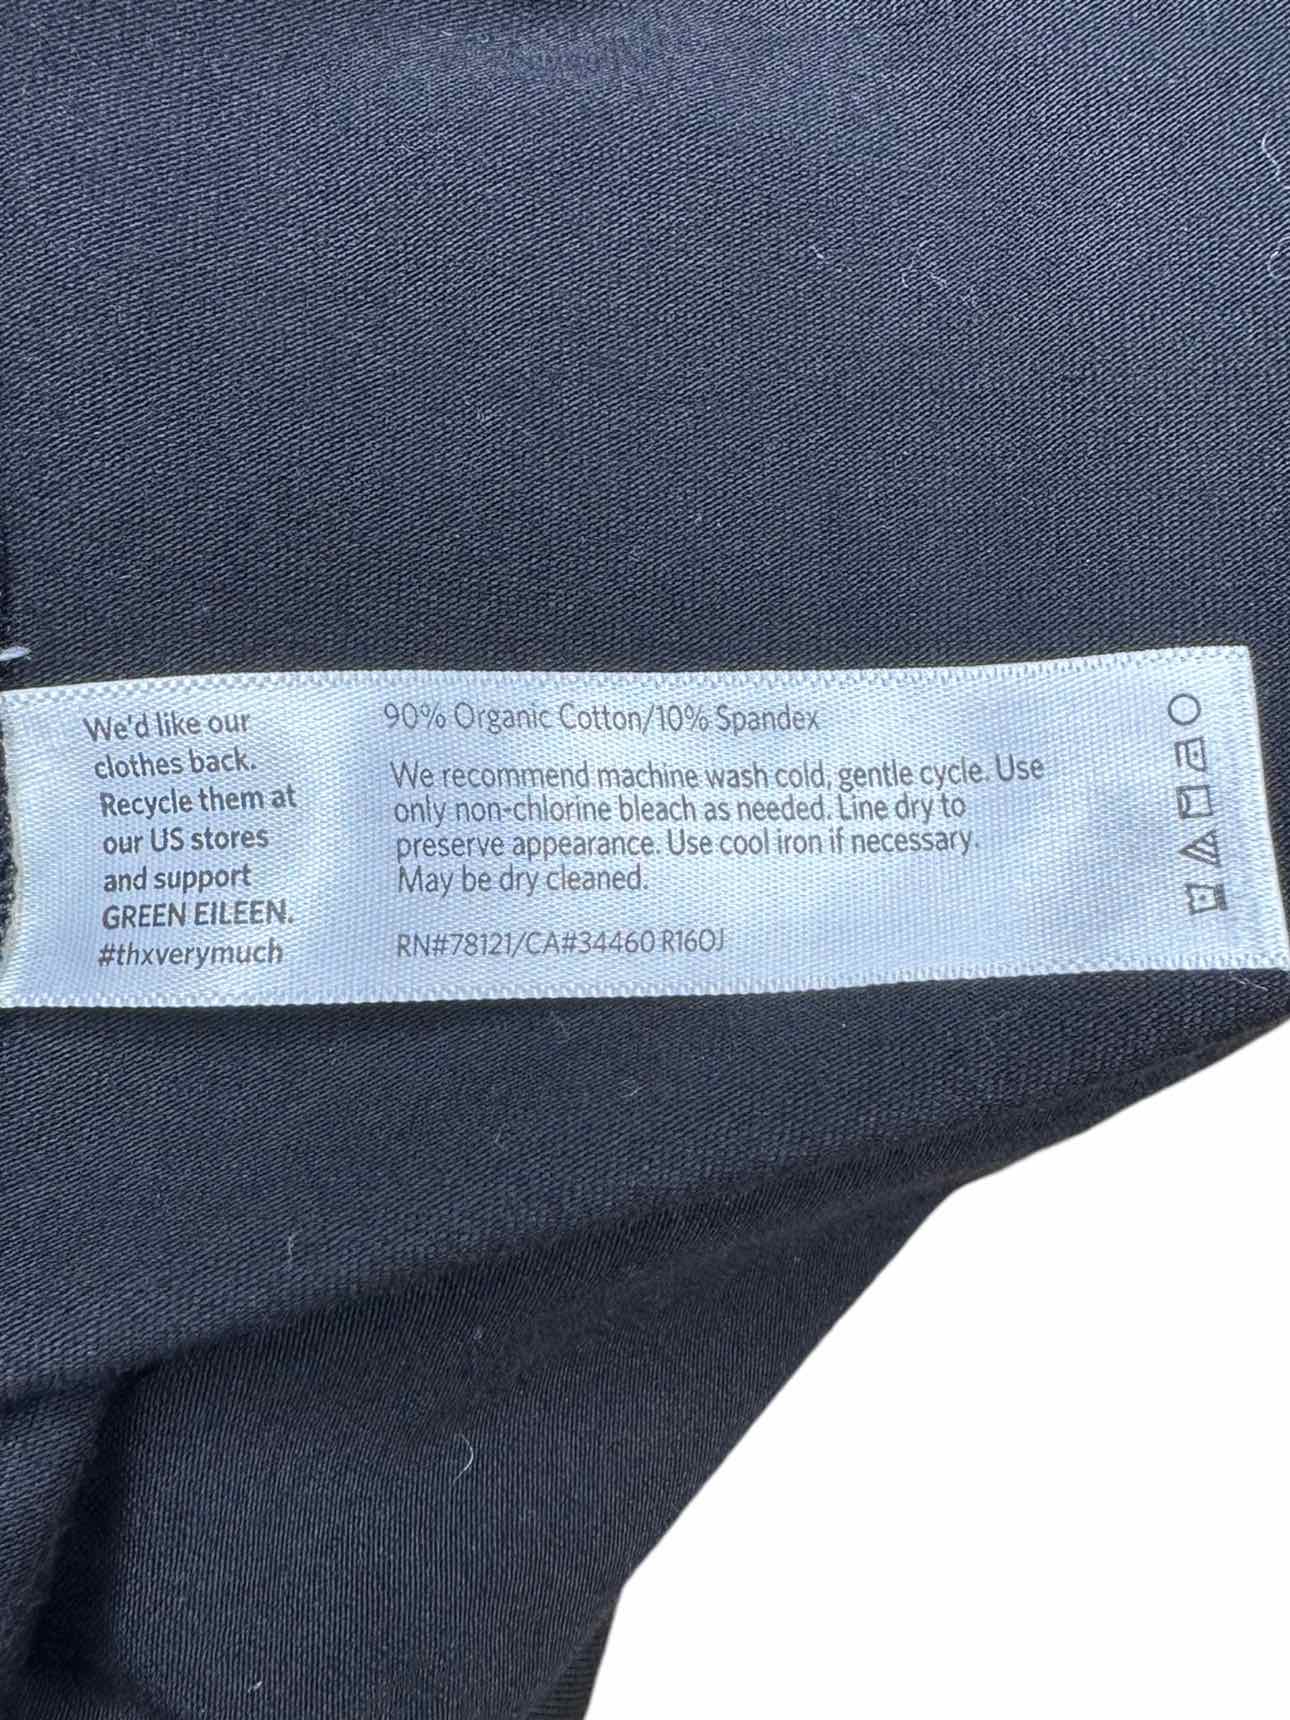 We'd like our
clothes back.
Recycle them at
our US stores
and support
GREEN EILEEN.
#thxverymuch
90% Organic Cotton/10% Spandex
We recommend machine wash cold, gentle cycle. Use
only non-chlorine bleach as needed. Line dry to
preserve appearance. Use cool iron if necessary.
May be dry cleaned.
RN#78121/CA#34460 R16OJ